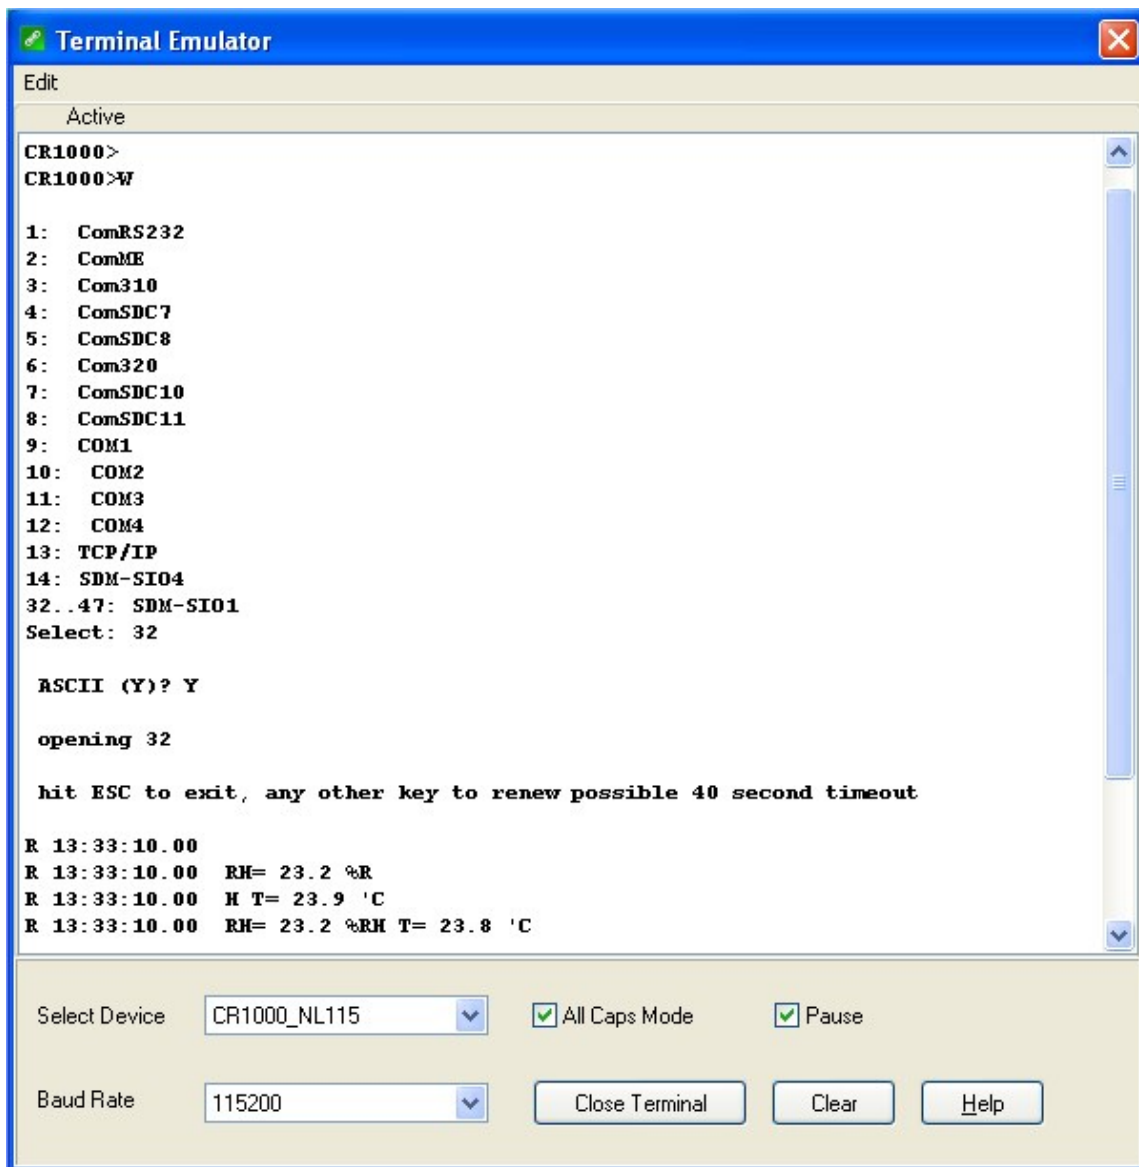 Terminal Emulator
Edit
Active
CR1000>
CR1000>W
1: ComRS232
2: ComME
3: Com310
4: ComSDC7
5: ComSDC8
6: Com320
7: ComSDC10
8: ComSDC11
9: COM1
10: COM2
11: COM3
12: COM4
13: TCP/IP
14: SDM-SIO4
32..47: SDM-SIO1
Select: 32
ASCII (Y)? Y
opening 32
hit ESC to exit, any other key to renew possible 40 second timeout
R 13:33:10.00
R 13:33:10.00 RH= 23.2 %R
R 13:33:10.00 H T= 23.9 'C
R 13:33:10.00 RH= 23.2 %RH T= 23.8 'C
Select Device CR1000_NL115 All Caps Mode Pause
Baud Rate 115200 Close Terminal Clear Help